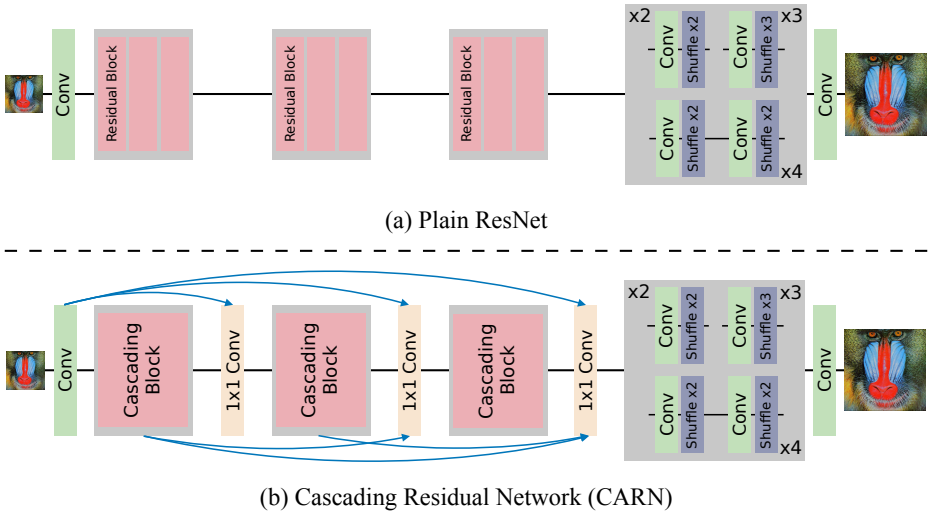 x2
x3
Conv
Residual Block
Residual Block
Residual Block
Conv
Shuffle x2
Conv
Shuffle x3
Conv
Shuffle x2
Conv
Shuffle x2
x4
Conv
(a) Plain ResNet
x2
x3
Conv
Cascading
Block
1x1 Conv
Cascading
Block
1x1 Conv
Cascading
Block
1x1 Conv
Conv
Shuffle x2
Conv
Shuffle x3
Conv
Shuffle x2
Conv
Shuffle x2
x4
Conv
(b) Cascading Residual Network (CARN)